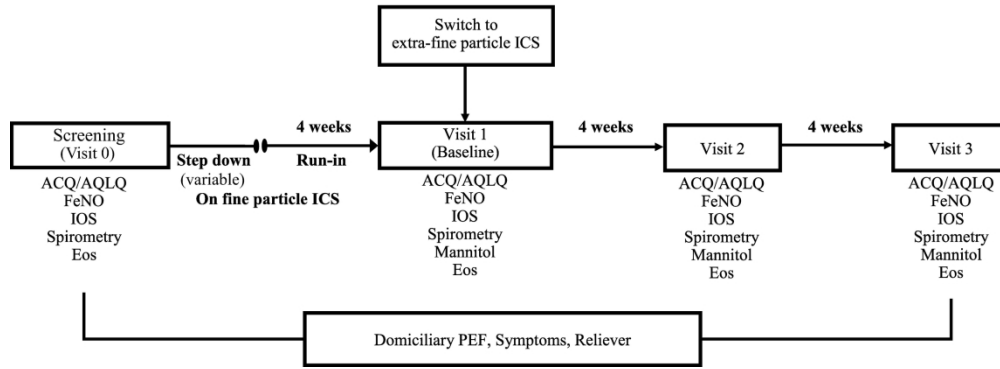 Switch to
extra-fine particle ICS
Screening
(Visit 0)
Step down
(variable)
4 weeks
Run-in
On fine particle ICS
Visit 1
(Baseline)
4 weeks
Visit 2
4 weeks
Visit 3
ACQ/AQLQ
FeNO
IOS
Spirometry
Eos
ACQ/AQLQ
FeNO
IOS
Spirometry
Mannitol
Eos
ACQ/AQLQ
FeNO
IOS
Spirometry
Mannitol
Eos
ACQ/AQLQ
FeNO
IOS
Spirometry
Mannitol
Eos
Domiciliary PEF, Symptoms, Reliever